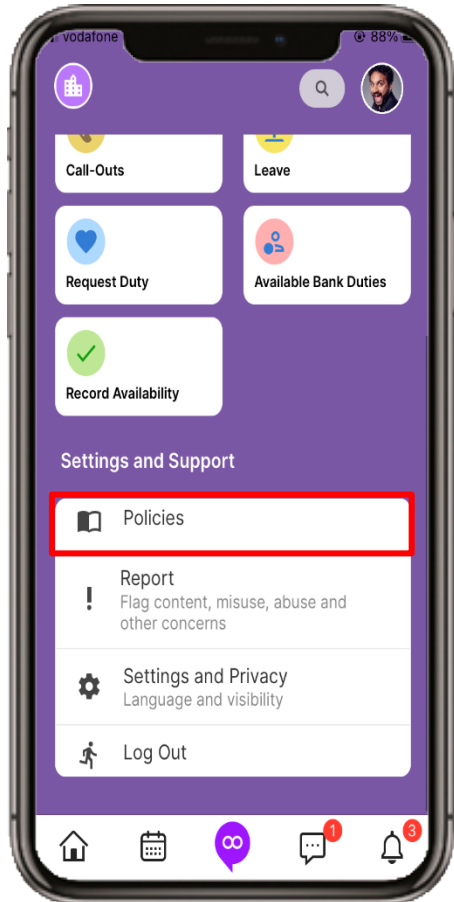 vodafone
88%
Call-Outs
Leave
Request Duty
Available Bank Duties
Record Availability
Settings and Support
Policies
Report
Flag content, misuse, abuse and
other concerns
Settings and Privacy
Language and visibility
Log Out
1
3